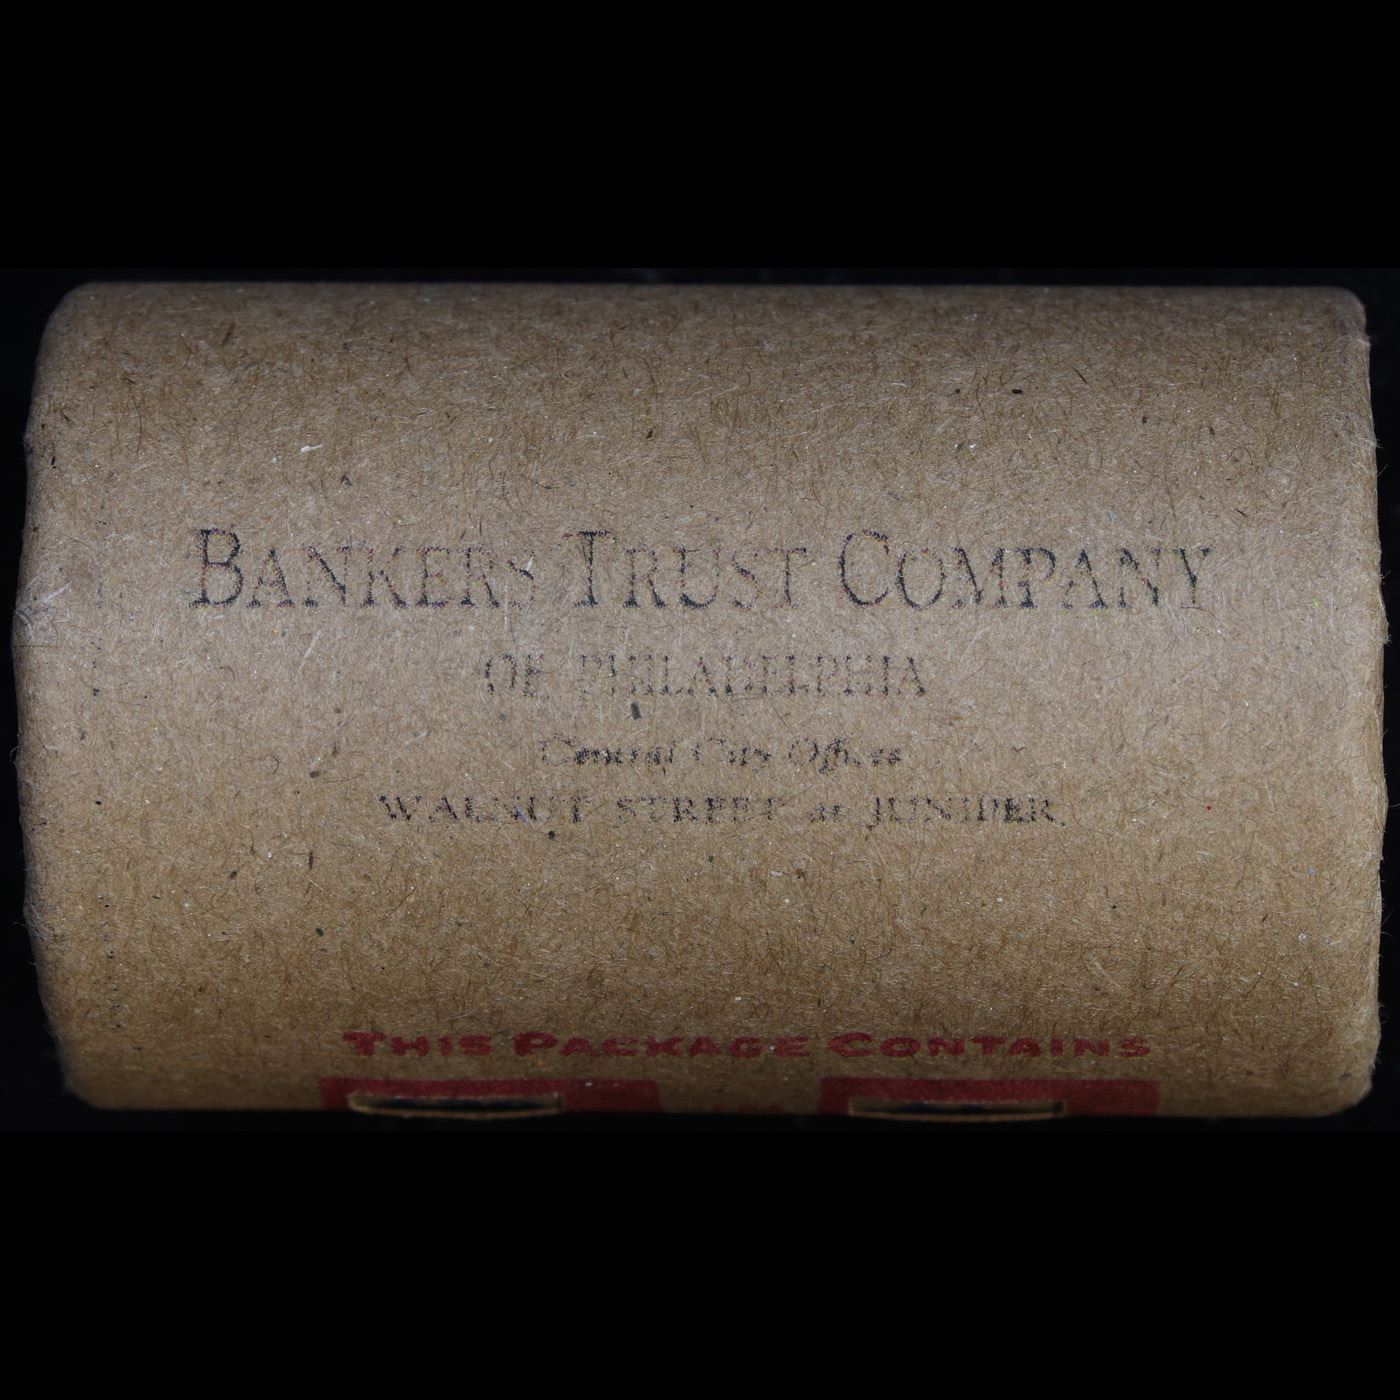 BANKERS TRUST COMPANY
OF PHILADELPHIA
Central City Offices
WALNUT STREET at JUNIPER
THIS PACKAGE CONTAINS